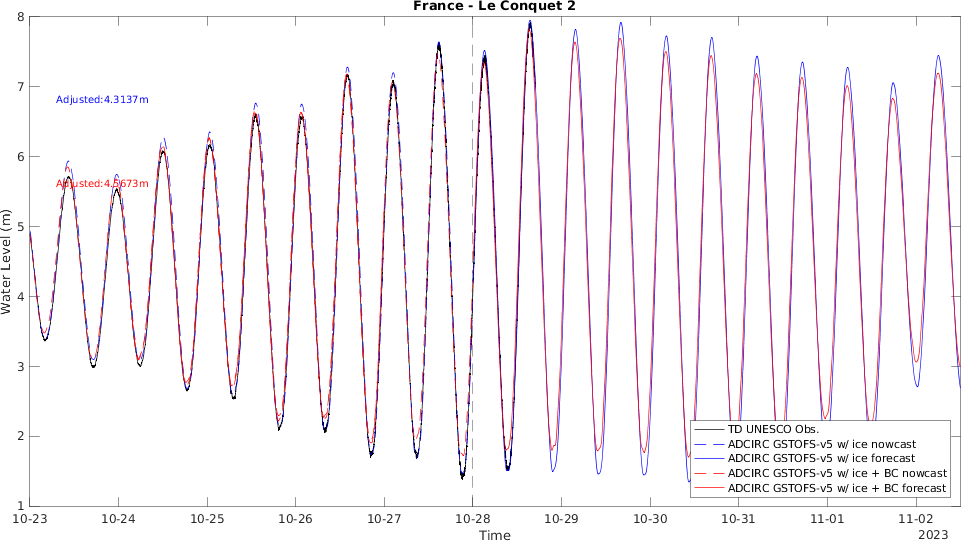 France - Le Conquet 2
8
7
6
5
4
3
2
1
Water Level (m)
Adjusted:4.3137m
Adjusted:4.5673m
TD UNESCO Obs.
ADCIRC GSTOFS-v5 w/ ice nowcast
ADCIRC GSTOFS-v5 w/ ice forecast
ADCIRC GSTOFS-v5 w/ ice + BC nowcast
ADCIRC GSTOFS-v5 w/ ice + BC forecast
10-23 10-24 10-25 10-26 10-27 10-28 10-29 10-30 10-31 11-01 11-02
Time
2023